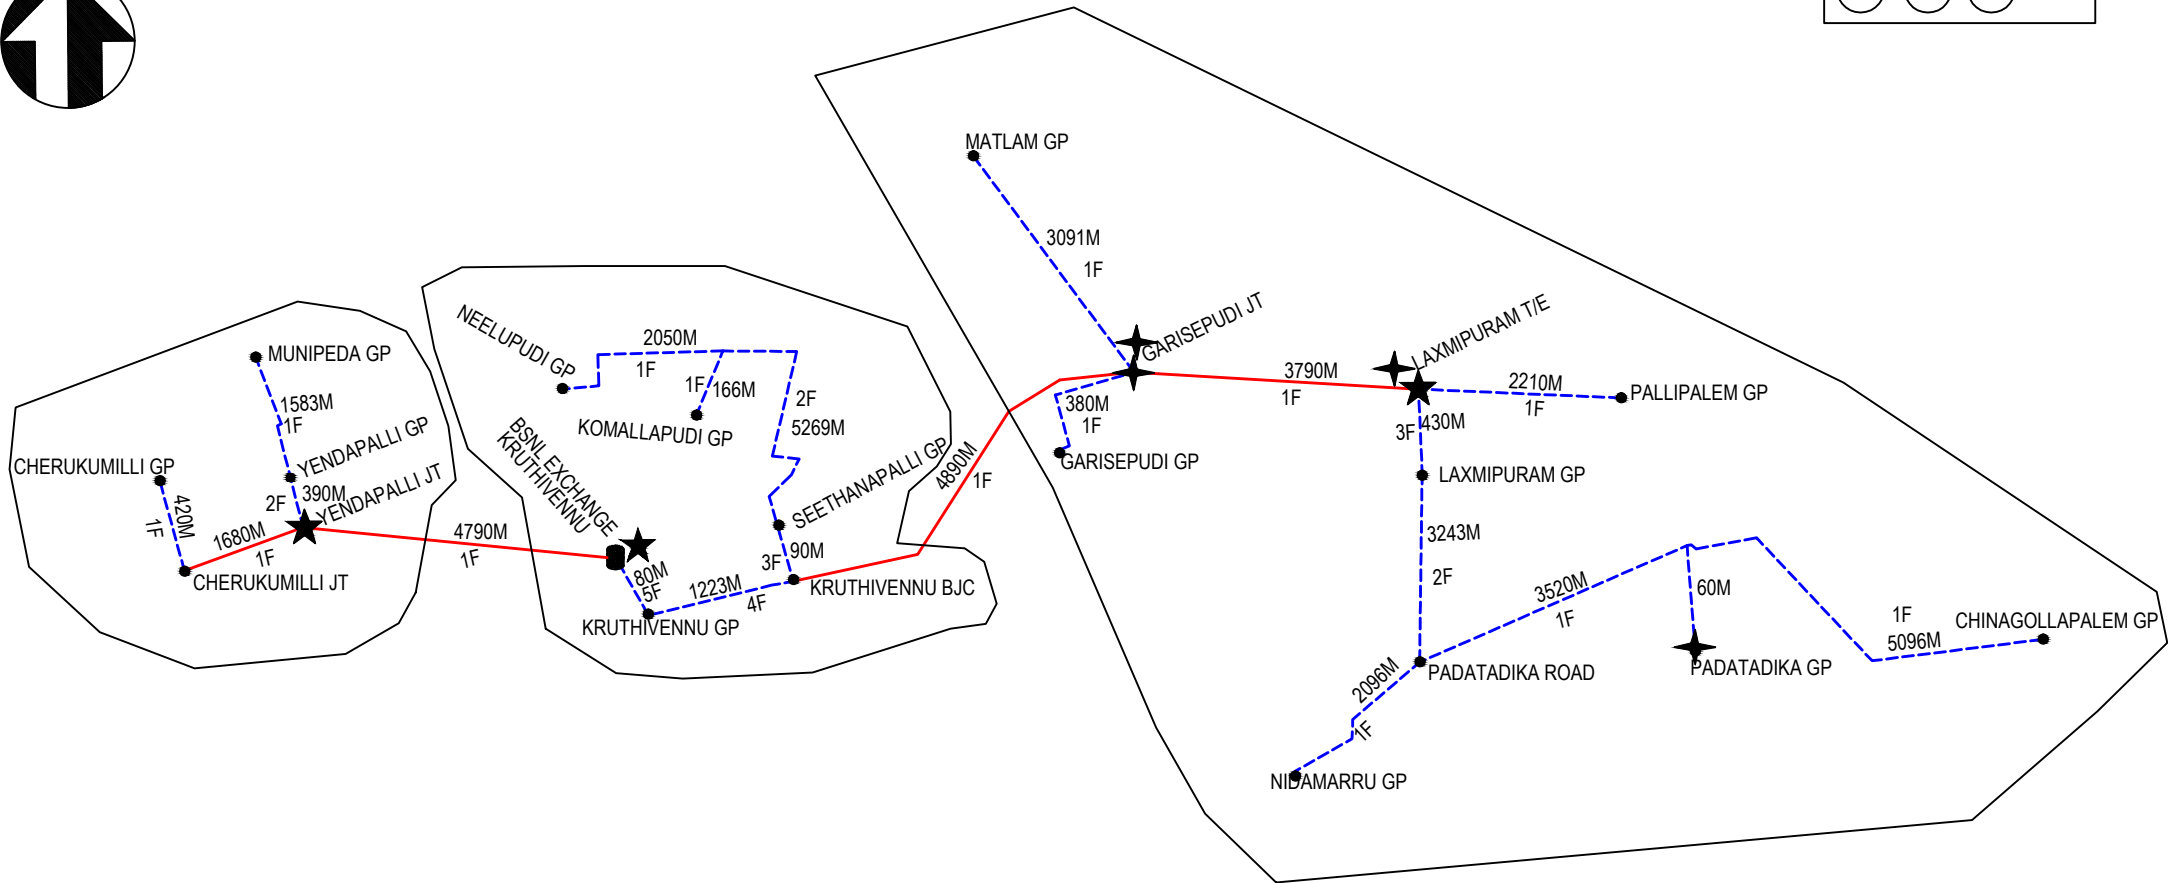 MATLAM GP
3091M
1F
GARISEPUDI JT
LAXMIPURAM T/E
3790M
1F
2210M
1F
PALLIPALEM GP
380M
1F
GARISEPUDI GP
3F
430M
LAXMIPURAM GP
3243M
2F
3520M
1F
60M
PADATADIKA GP
1F
5096M
CHINAGOLLAPALEM GP
PADATADIKA ROAD
2096M
1F
NIDAMARRU GP
4890M
1F
NEELUPUDI GP
2050M
1F
1F
166M
KOMALLAPUDI GP
2F
5269M
SEETHANAPALLI GP
BSNL EXCHANGE
KRUTHIVENNU
90M
3F
80M
5F
1223M
4F
KRUTHIVENNU BJC
KRUTHIVENNU GP
MUNIPEDA GP
1583M
1F
YENDAPALLI GP
CHERUKUMILLI GP
2F
390M
YENDAPALLI JT
420M
1F
1680M
1F
CHERUKUMILLI JT
4790M
1F